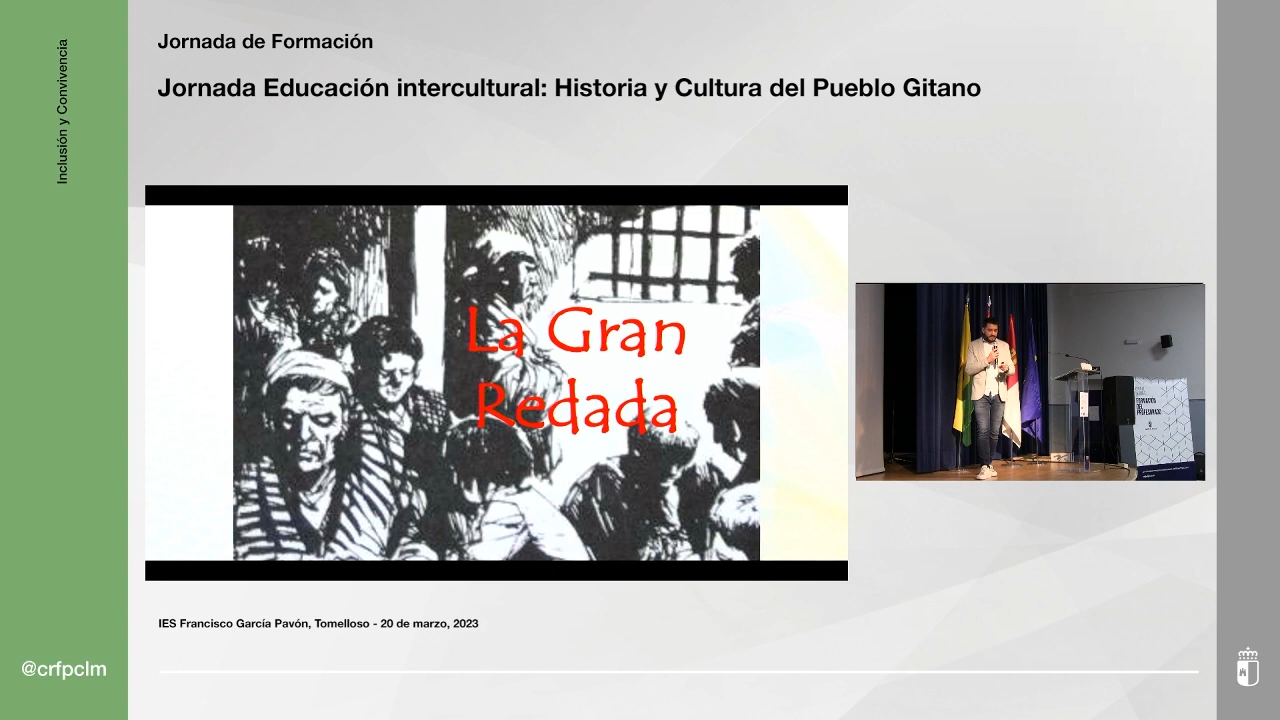 Inclusión y Convivencia
Jornada de Formación
Jornada Educación intercultural: Historia y Cultura del Pueblo Gitano
La Gran
Redada
IES Francisco García Pavón, Tomelloso - 20 de marzo, 2023
@crfpclm